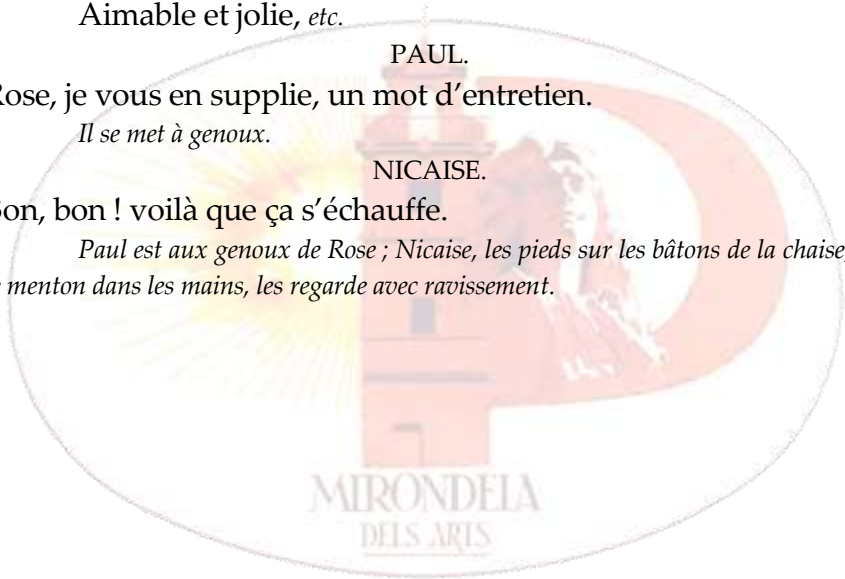 Aimable et jolie, etc.
PAUL.
Rose, je vous en supplie, un mot d’entretien.
Il se met à genoux.
NICAISE.
Bon, bon ! voilà que ça s’échauffe.
Paul est aux genoux de Rose ; Nicaise, les pieds sur les bâtons de la chaise,
menton dans les mains, les regarde avec ravissement.
MIRONDELA
DELS ARTS